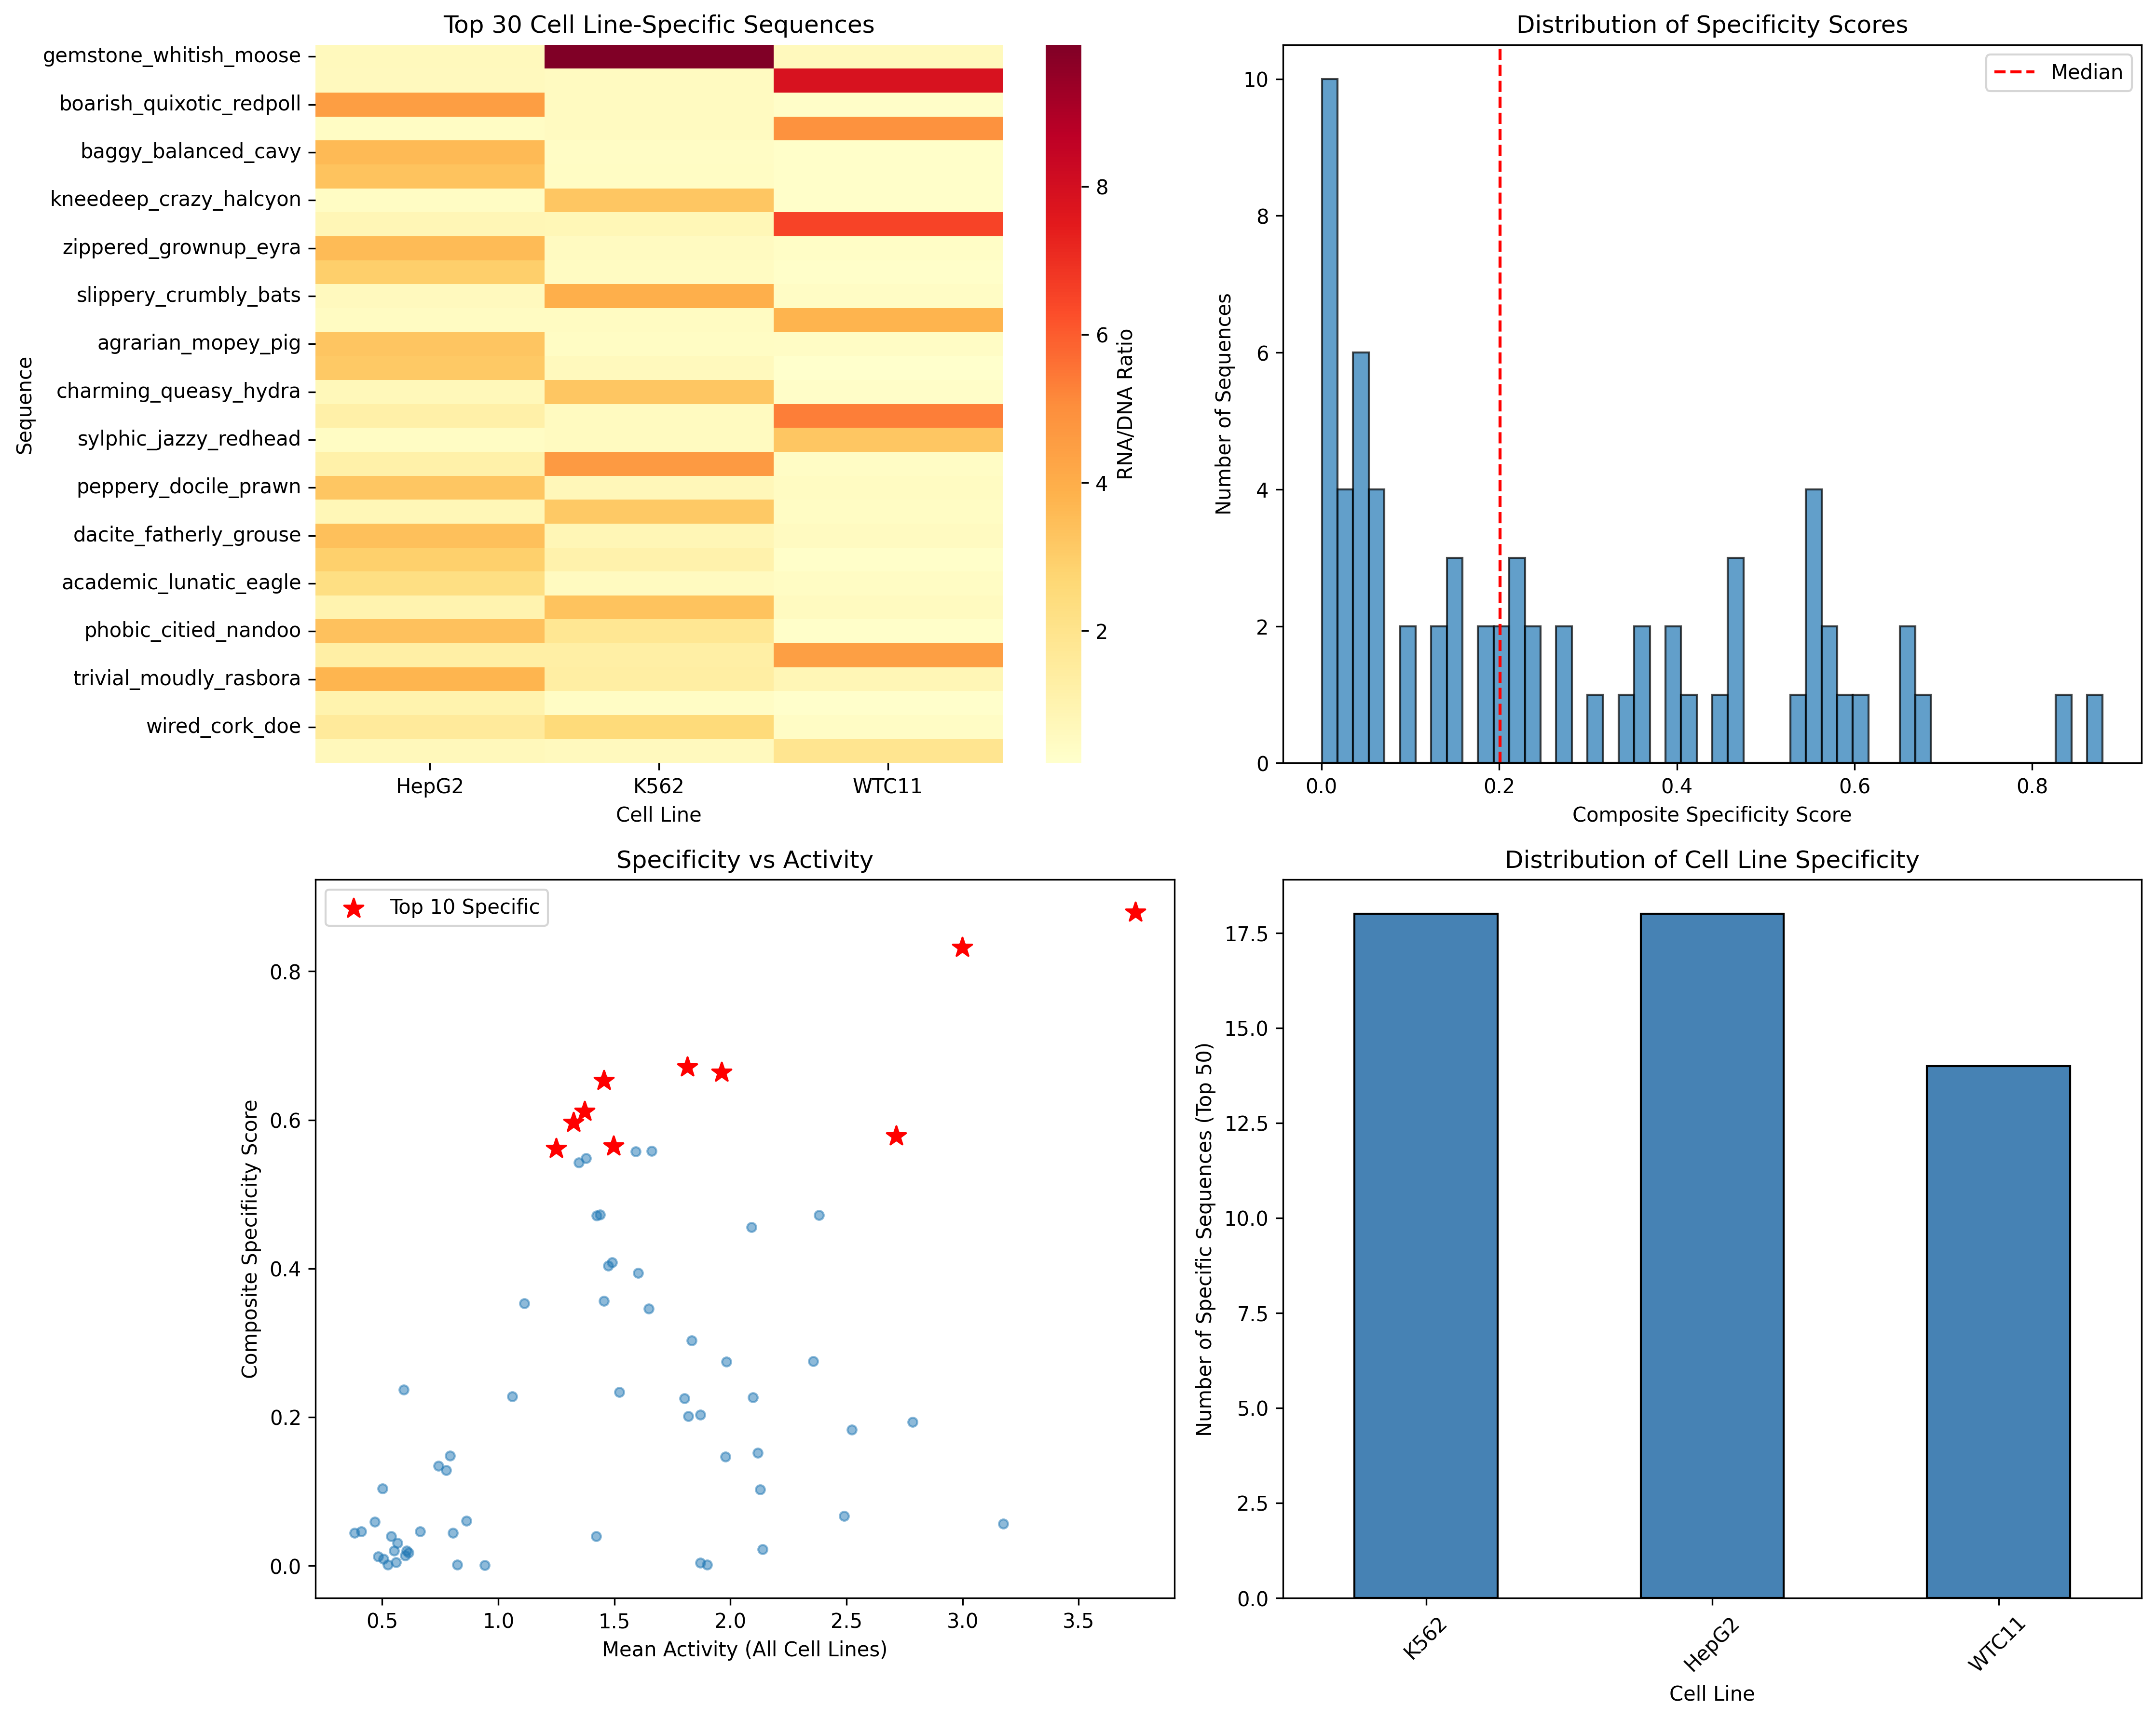 Top 30 Cell Line-Specific Sequences
gemstone_whitish_moose
boarish_quixotic_redpoll
baggy_balanced_cavy
kneedeep_crazy_halcyon
zippered_grownup_eyra
slippery_crumbly_bats
agrarian_mopey_pig
charming_queasy_hydra
sylphic_jazzy_redhead
peppery_docile_prawn
dacite_fatherly_grouse
academic_lunatic_eagle
phobic_citied_nandoo
trivial_moudly_rasbora
wired_cork_doe
Sequence
HepG2 K562 WTC11
Cell Line
8
6
4
2
RNA/DNA Ratio
Distribution of Specificity Scores
Median
10
8
6
4
2
0
Number of Sequences
0.0 0.2 0.4 0.6 0.8
Composite Specificity Score
Specificity vs Activity
Top 10 Specific
0.8
0.6
0.4
0.2
0.0
Composite Specificity Score
0.5 1.0 1.5 2.0 2.5 3.0 3.5
Mean Activity (All Cell Lines)
Distribution of Cell Line Specificity
17.5
15.0
12.5
10.0
7.5
5.0
2.5
0.0
Number of Specific Sequences (Top 50)
K562 HepG2 WTC11
Cell Line